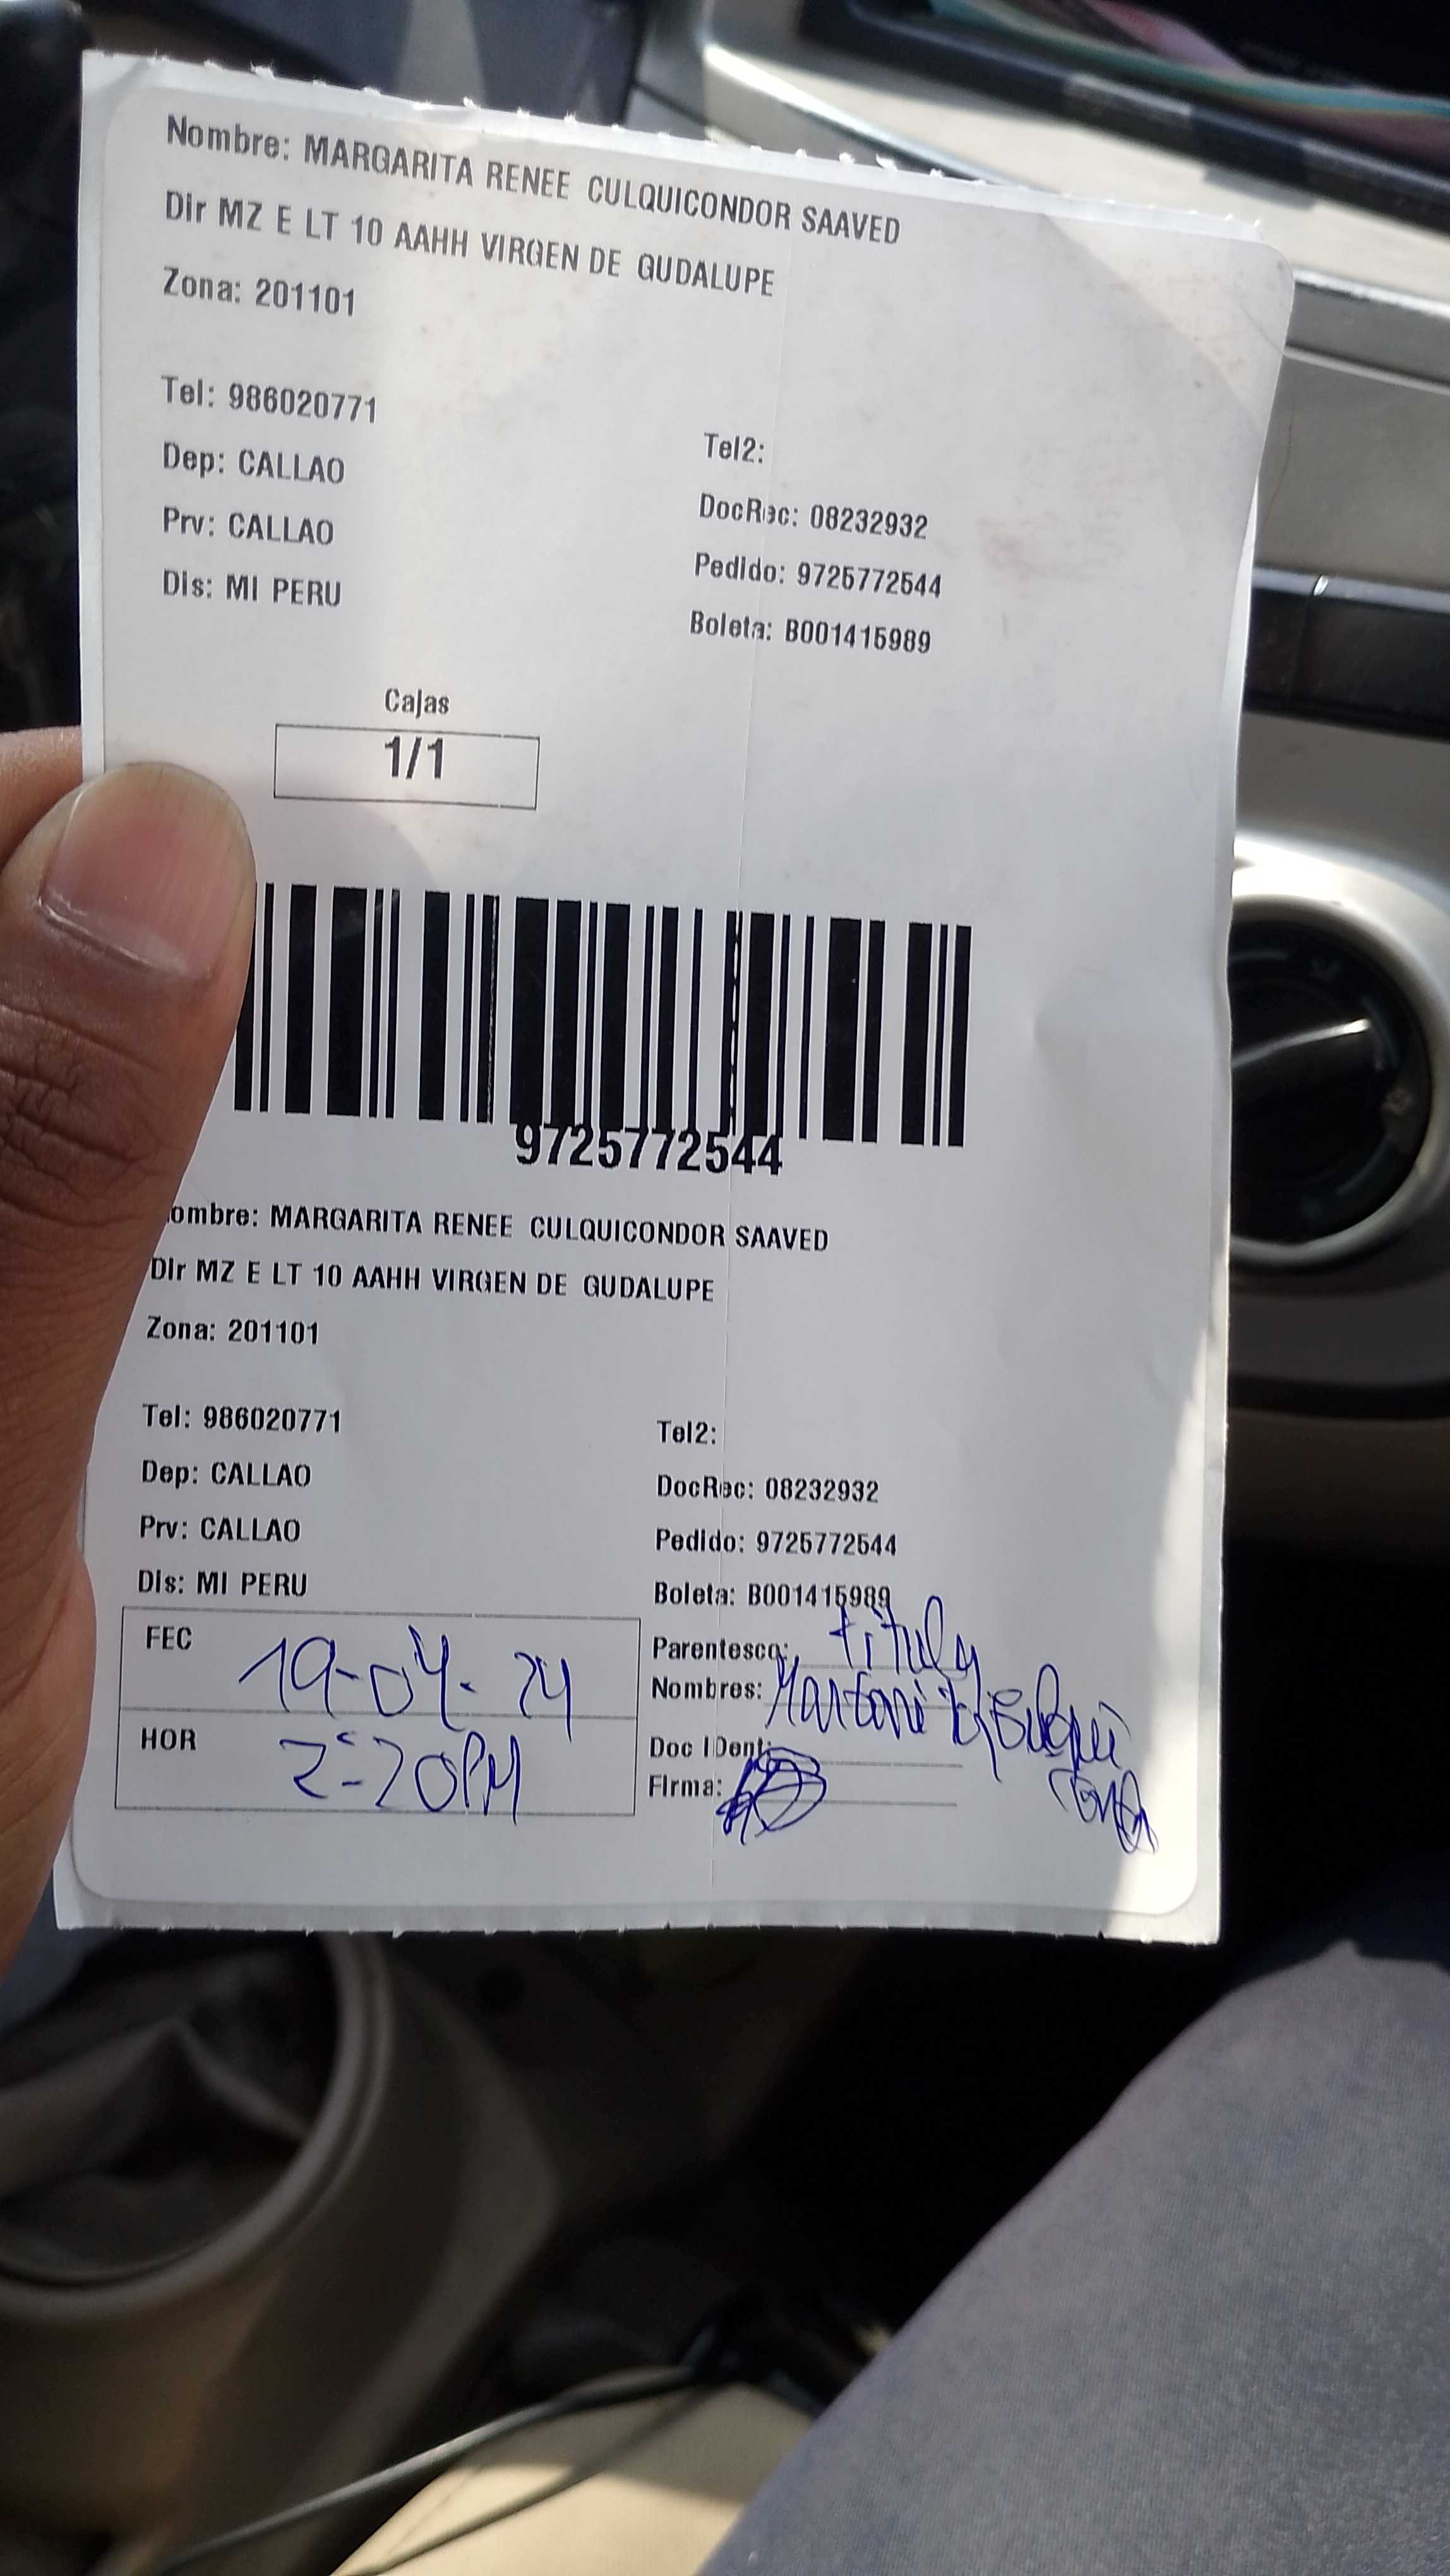 Nombre: MARGARITA RENEE CULQUICONDOR SAAVED
Dir MZ E LT 10 AAHH VIRGEN DE GUDALUPE
Zona: 201101
Tel: 986020771
Tel2:
Dep: CALLAO
DocRec: 08232932
Prv: CALLAO
Pedido: 9725772544
Dis: MI PERU
Boleta: B001415989
Cajas
1/1
9725772544
ombre: MARGARITA RENEE CULQUICONDOR SAAVED
Dir MZ E LT 10 AAHH VIRGEN DE GUDALUPE
Zona: 201101
Tel: 986020771
Tel2:
Dep: CALLAO
DocRec: 08232932
Prv: CALLAO
Pedido: 9725772544
Dis: MI PERU
Boleta: B001415989
FEC 19-04-24
HOR 2:20PM
Parentesco:
Nombres:
Doc IDent:
Firma: